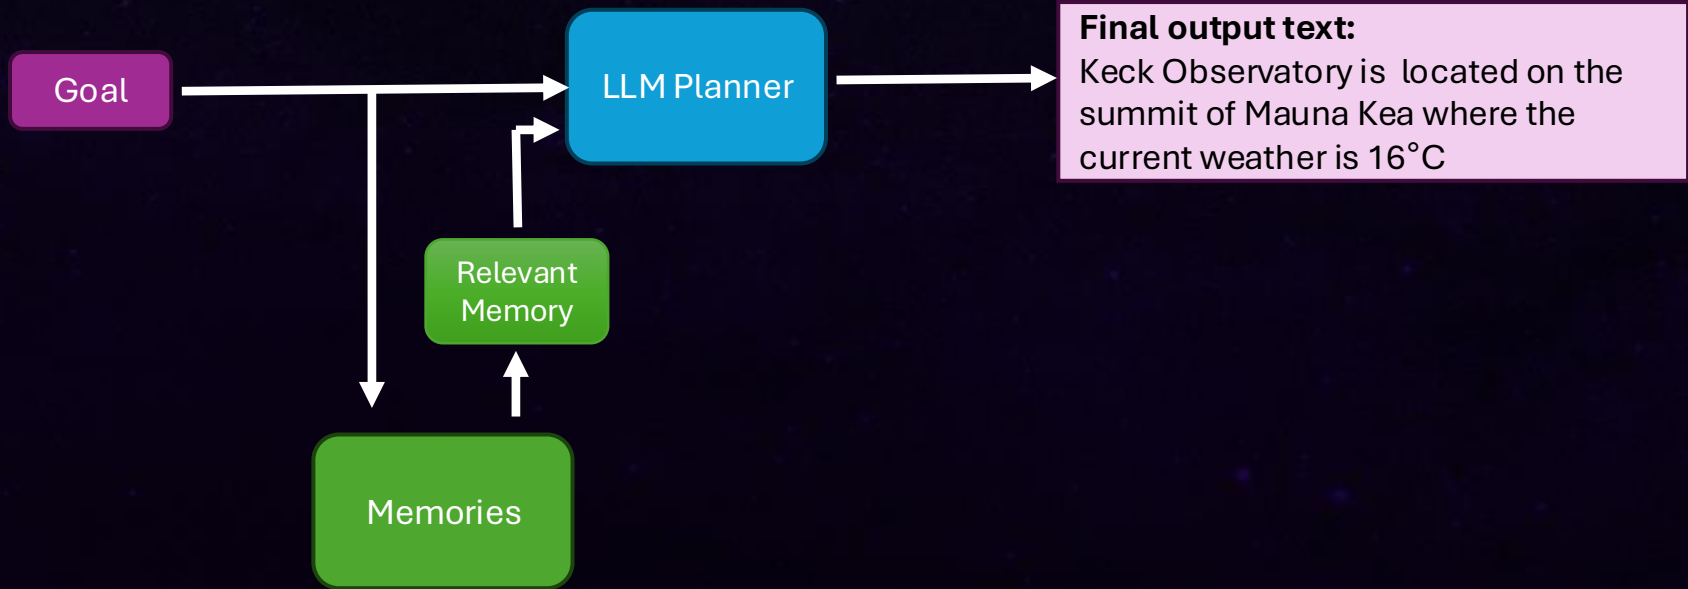 Goal
LLM Planner
Final output text:
Keck Observatory is located on the
summit of Mauna Kea where the
current weather is 16°C
Relevant
Memory
Memories